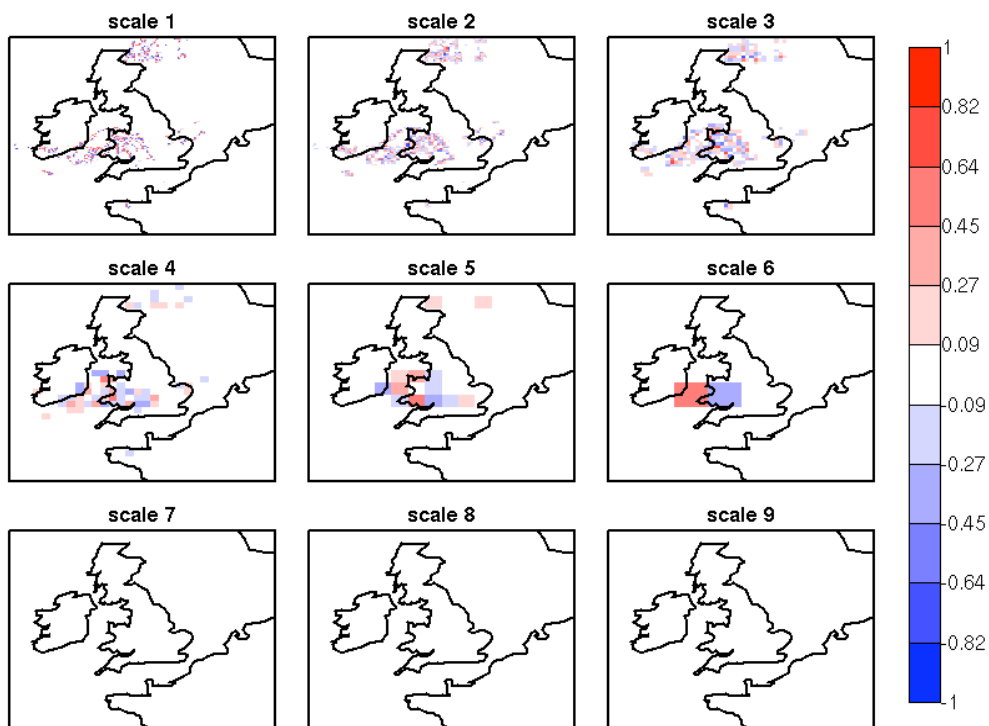 scale 1
scale 2
scale 3
scale 4
scale 5
scale 6
scale 7
scale 8
scale 9
1
0.82
0.64
0.45
0.27
0.09
-0.09
-0.27
-0.45
-0.64
-0.82
-1